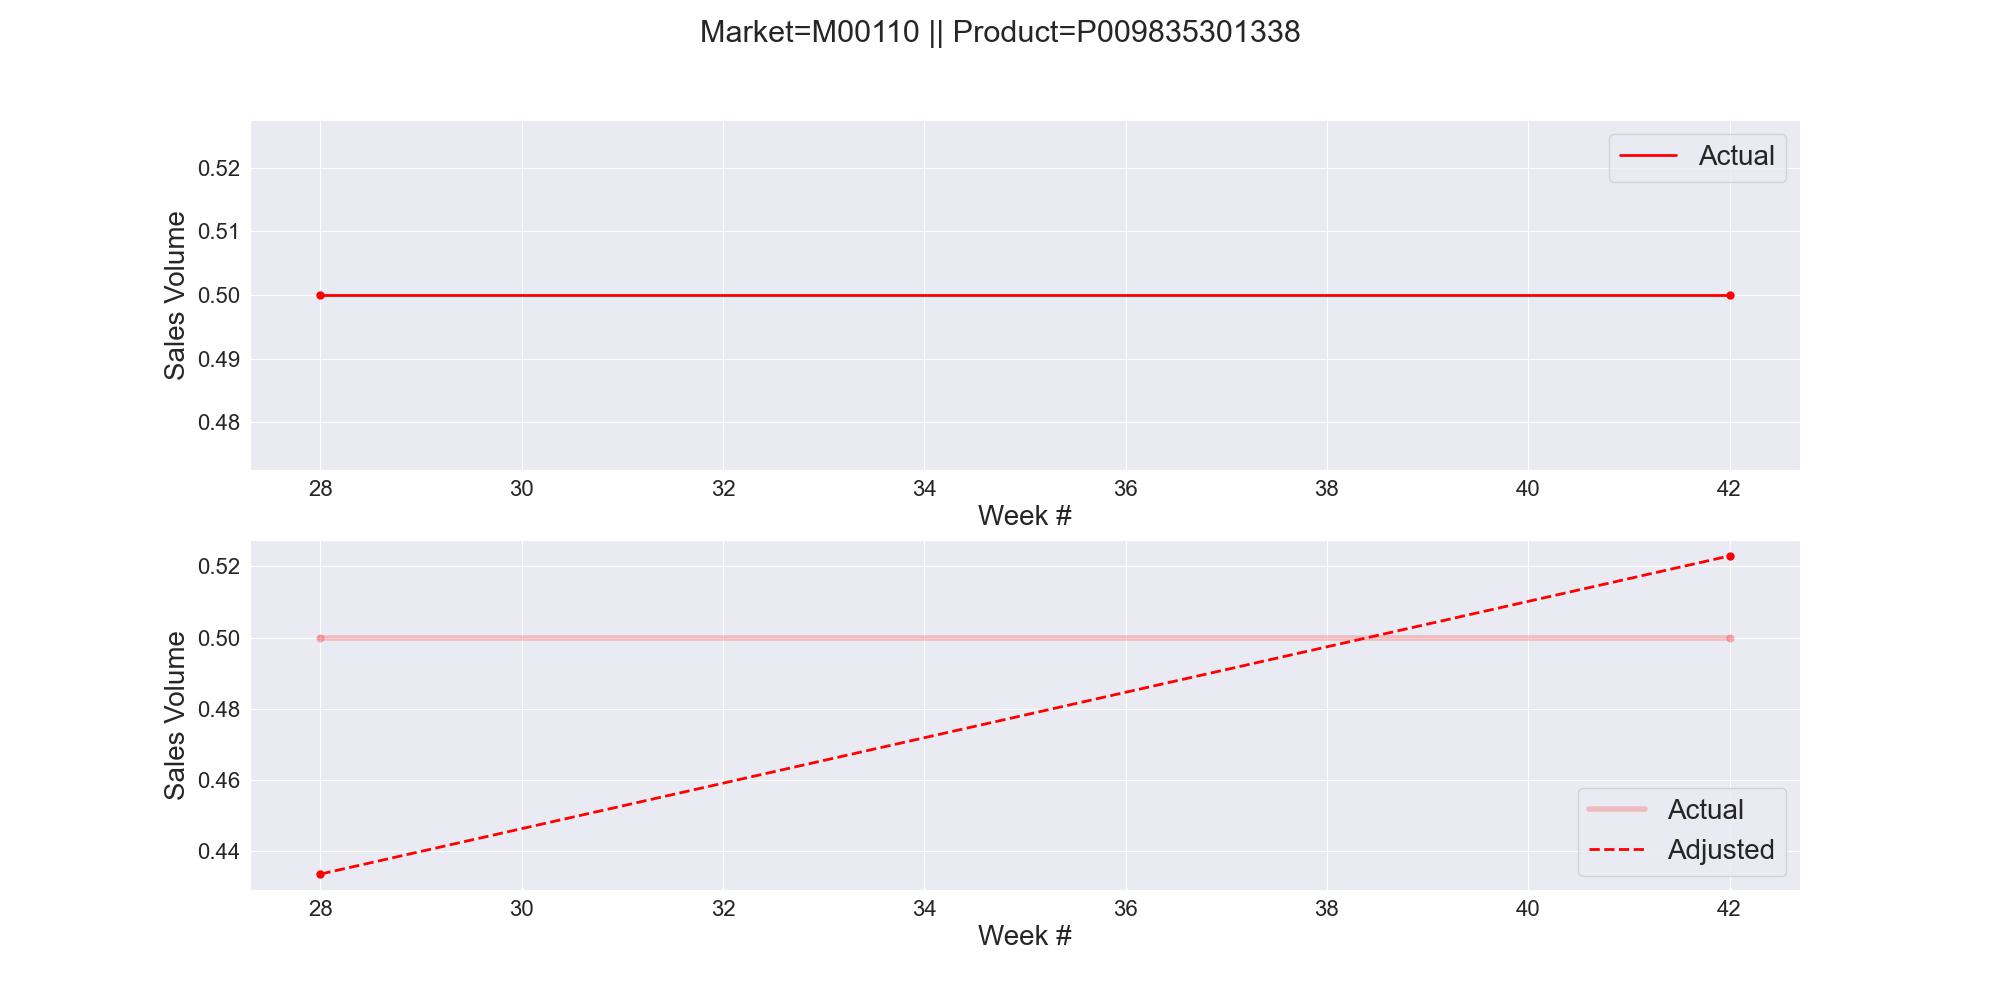 Market=M00110 || Product=P009835301338
Actual
0.52
0.51
0.50
0.49
0.48
Sales Volume
28 30 32 34 36 38 40 42
Week #
0.52
0.50
0.48
0.46
0.44
Sales Volume
Actual
Adjusted
28 30 32 34 36 38 40 42
Week #